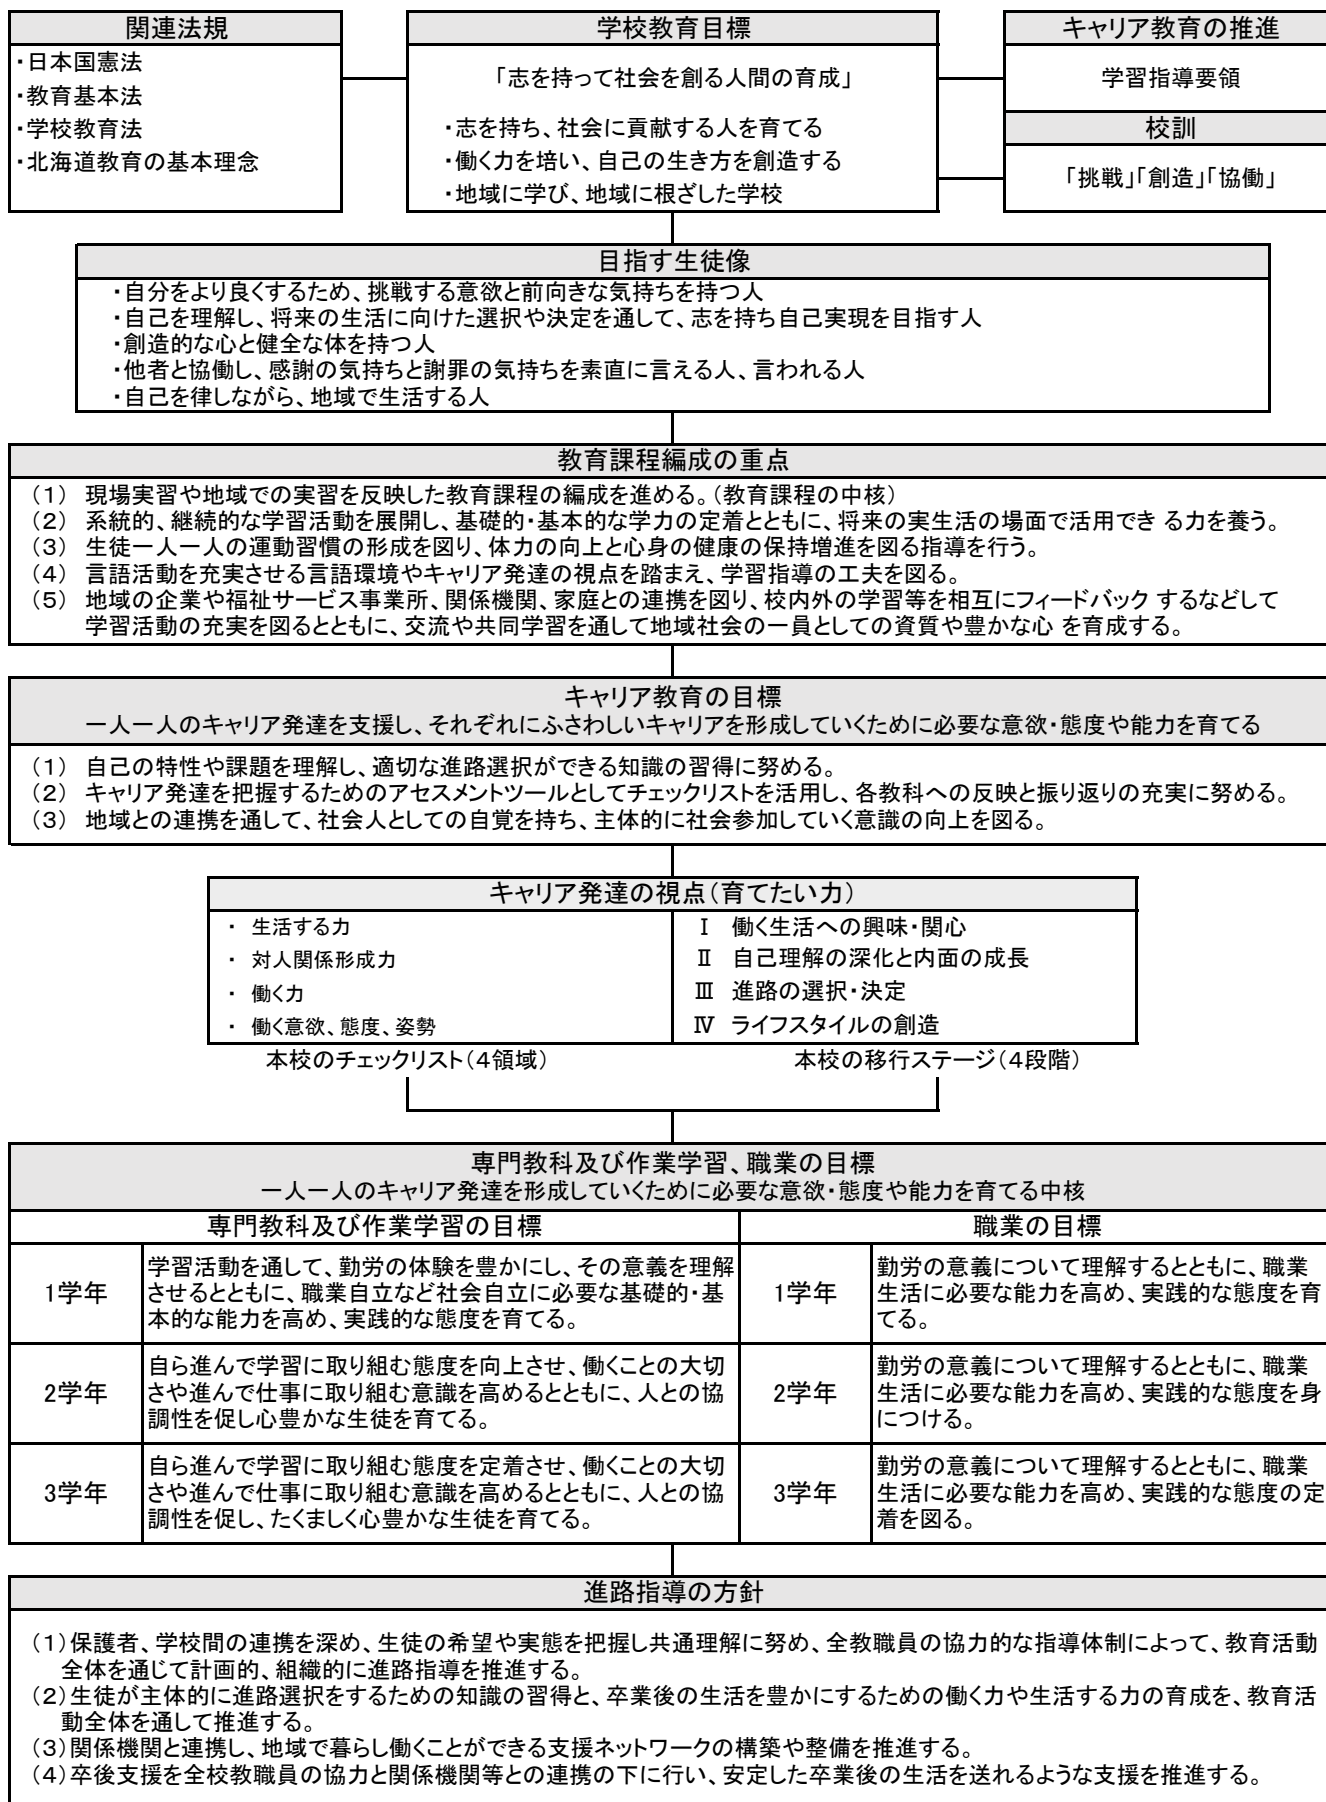 関連法規
・日本国憲法
・教育基本法
・学校教育法
・北海道教育の基本理念
学校教育目標
「志を持って社会を創る人間の育成」
・志を持ち、社会に貢献する人を育てる
・働く力を培い、自己の生き方を創造する
・地域に学び、地域に根ざした学校
キャリア教育の推進
学習指導要領
校訓
「挑戦」「創造」「協働」
目指す生徒像
・自分をより良くするため、挑戦する意欲と前向きな気持ちを持つ人
・自己を理解し、将来の生活に向けた選択や決定を通して、志を持ち自己実現を目指す人
・創造的な心と健全な体を持つ人
・他者と協働し、感謝の気持ちと謝罪の気持ちを素直に言える人、言われる人
・自己を律しながら、地域で生活する人
教育課程編成の重点
（1） 現場実習や地域での実習を反映した教育課程の編成を進める。（教育課程の中核）
（2） 系統的、継続的な学習活動を展開し、基礎的・基本的な学力の定着とともに、将来の実生活の場面で活用でき る力を養う。
（3） 生徒一人一人の運動習慣の形成を図り、体力の向上と心身の健康の保持増進を図る指導を行う。
（4） 言語活動を充実させる言語環境やキャリア発達の視点を踏まえ、学習指導の工夫を図る。
（5） 地域の企業や福祉サービス事業所、関係機関、家庭との連携を図り、校内外の学習等を相互にフィードバック するなどして
学習活動の充実を図るとともに、交流や共同学習を通して地域社会の一員としての資質や豊かな心 を育成する。
キャリア教育の目標
一人一人のキャリア発達を支援し、それぞれにふさわしいキャリアを形成していくために必要な意欲・態度や能力を育てる
（1） 自己の特性や課題を理解し、適切な進路選択ができる知識の習得に努める。
（2） キャリア発達を把握するためのアセスメントツールとしてチェックリストを活用し、各教科への反映と振り返りの充実に努める。
（3） 地域との連携を通して、社会人としての自覚を持ち、主体的に社会参加していく意識の向上を図る。
キャリア発達の視点（育てたい力）
・ 生活する力
・ 対人関係形成力
・ 働く力
・ 働く意欲、態度、姿勢
Ⅰ 働く生活への興味・関心
Ⅱ 自己理解の深化と内面の成長
Ⅲ 進路の選択・決定
Ⅳ ライフスタイルの創造
本校のチェックリスト（4領域）
本校の移行ステージ（4段階）
専門教科及び作業学習、職業の目標
一人一人のキャリア発達を形成していくために必要な意欲・態度や能力を育てる中核
専門教科及び作業学習の目標
職業の目標
1学年
学習活動を通して、勤労の体験を豊かにし、その意義を理解
させるとともに、職業自立など社会自立に必要な基礎的・基
本的な能力を高め、実践的な態度を育てる。
1学年
勤労の意義について理解するとともに、職業
生活に必要な能力を高め、実践的な態度を育
てる。
2学年
自ら進んで学習に取り組む態度を向上させ、働くことの大切
さや進んで仕事に取り組む意識を高めるとともに、人との協
調性を促し心豊かな生徒を育てる。
2学年
勤労の意義について理解するとともに、職業
生活に必要な能力を高め、実践的な態度を身
につける。
3学年
自ら進んで学習に取り組む態度を定着させ、働くことの大切
さや進んで仕事に取り組む意識を高めるとともに、人との協
調性を促し、たくましく心豊かな生徒を育てる。
3学年
勤労の意義について理解するとともに、職業
生活に必要な能力を高め、実践的な態度の定
着を図る。
進路指導の方針
（1）保護者、学校間の連携を深め、生徒の希望や実態を把握し共通理解に努め、全教職員の協力的な指導体制によって、教育活動
全体を通じて計画的、組織的に進路指導を推進する。
（2）生徒が主体的に進路選択をするための知識の習得と、卒業後の生活を豊かにするための働く力や生活する力の育成を、教育活
動全体を通して推進する。
（3）関係機関と連携し、地域で暮らし働くことができる支援ネットワークの構築や整備を推進する。
（4）卒後支援を全校教職員の協力と関係機関等との連携の下に行い、安定した卒業後の生活を送れるような支援を推進する。